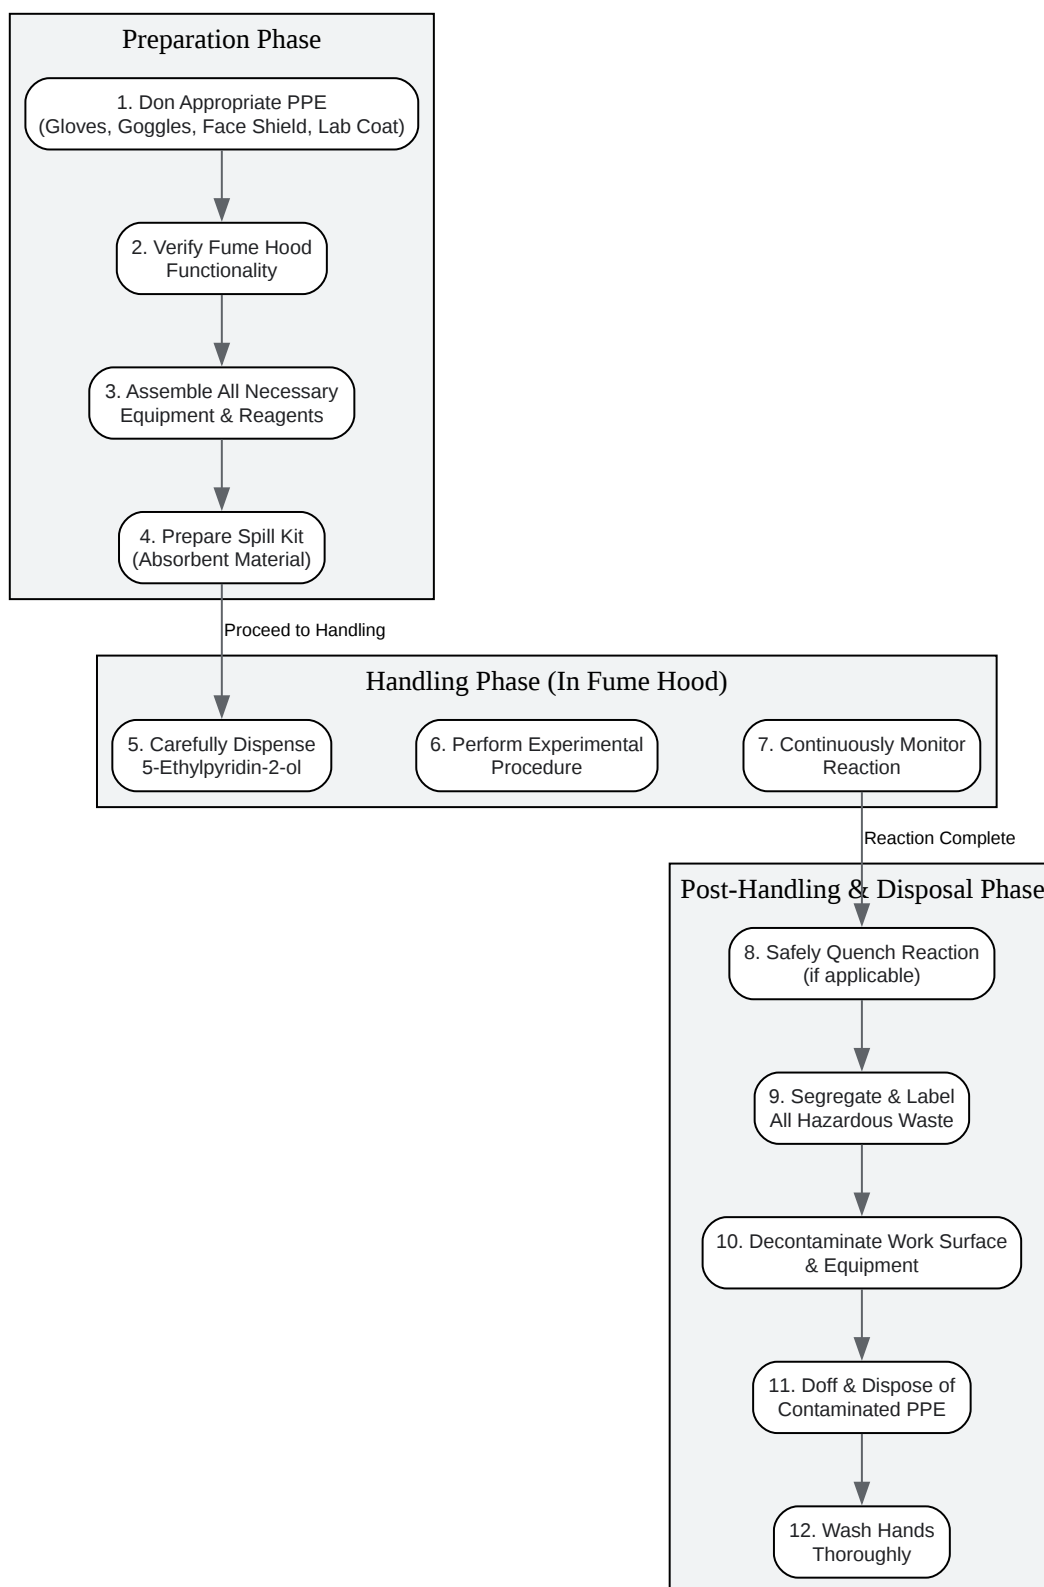 Preparation Phase
1. Don Appropriate PPE
(Gloves, Goggles, Face Shield, Lab Coat)
2. Verify Fume Hood
Functionality
3. Assemble All Necessary
Equipment & Reagents
4. Prepare Spill Kit
(Absorbent Material)
Proceed to Handling
Handling Phase (In Fume Hood)
5. Carefully Dispense
5-Ethylpyridin-2-ol
6. Perform Experimental
Procedure
7. Continuously Monitor
Reaction
Reaction Complete
Post-Handling & Disposal Phase
8. Safely Quench Reaction
(if applicable)
9. Segregate & Label
All Hazardous Waste
10. Decontaminate Work Surface
& Equipment
11. Doff & Dispose of
Contaminated PPE
12. Wash Hands
Thoroughly